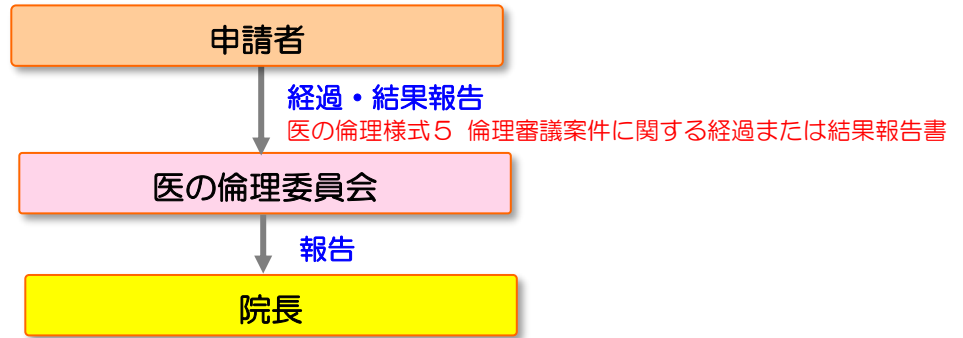 申請者
経過・結果報告
医の倫理様式５ 倫理審議案件に関する経過または結果報告書
医の倫理委員会
報告
院長